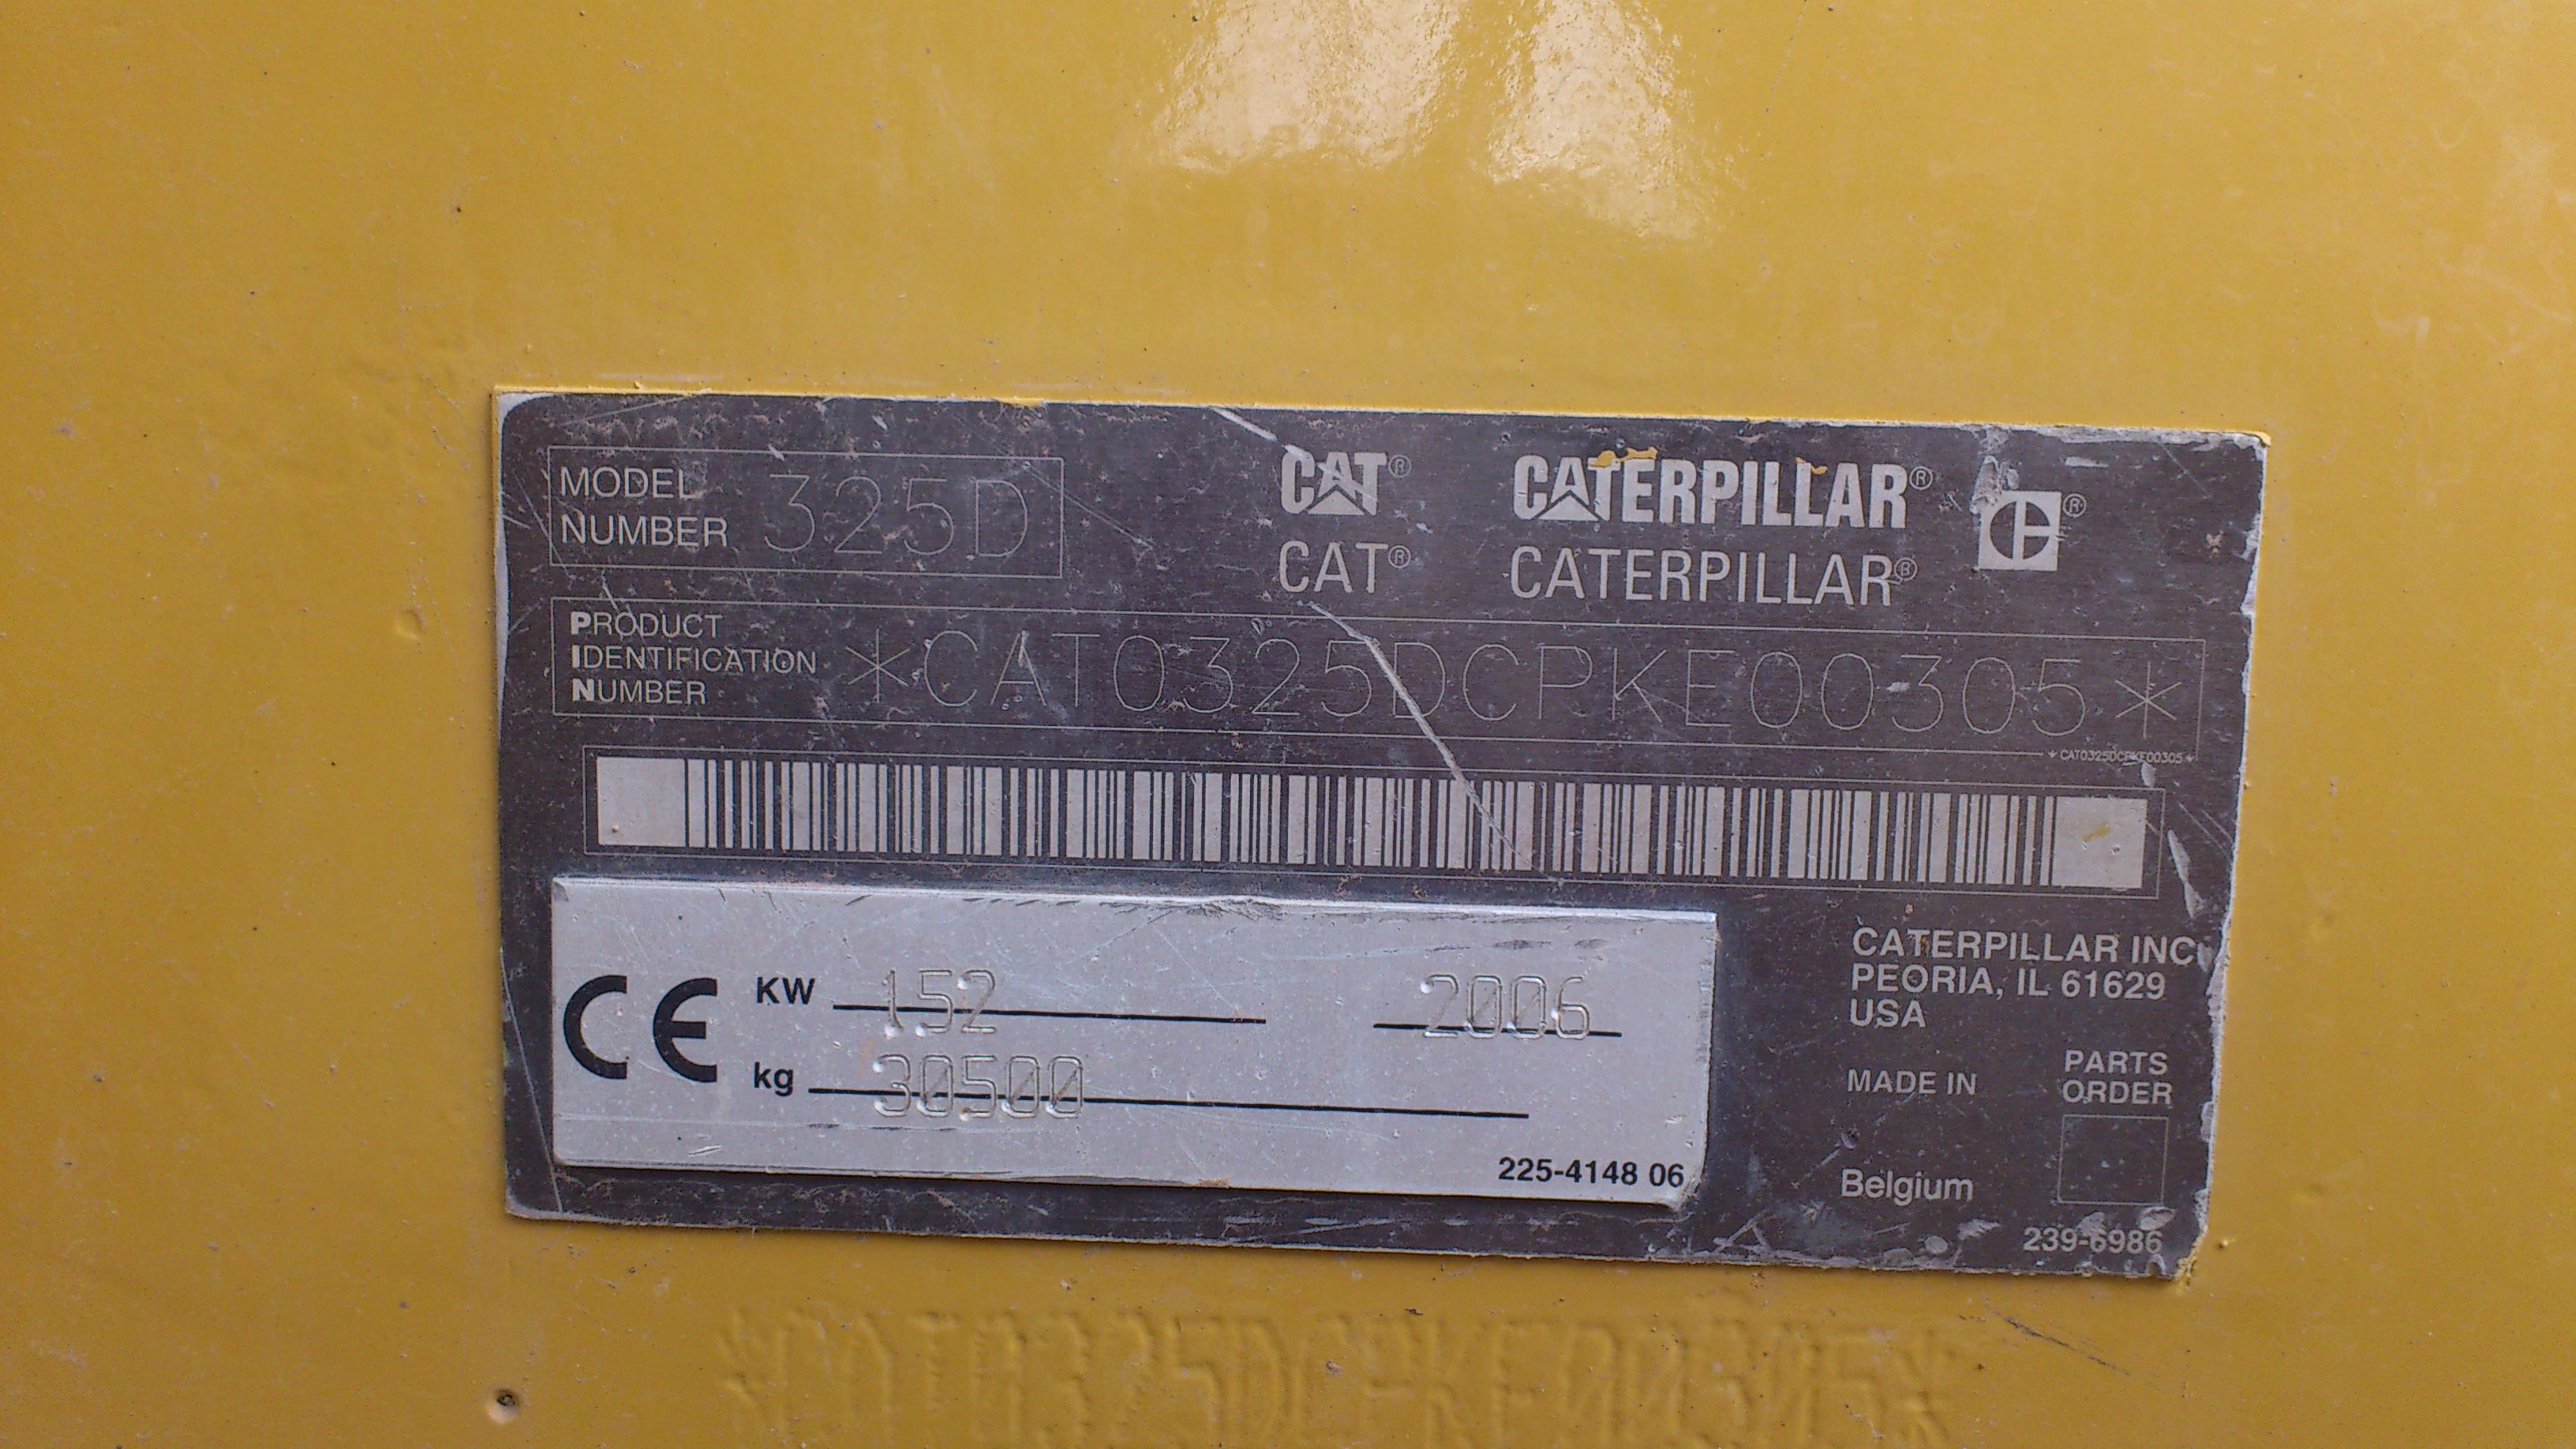 MODEL
NUMBER 325D
CAT® CATERPILLAR® ®
CAT® CATERPILLAR®
PRODUCT
IDENTIFICATION
NUMBER
*CAT0325DCPKE00305*
*CAT0325DCPKE00305*
CE
KW 152 2006
kg 30500
225-4148 06
CATERPILLAR INC.
PEORIA, IL 61629
USA
MADE IN
Belgium
PARTS
ORDER
239-6986
*CAT0325DCPKE00305*